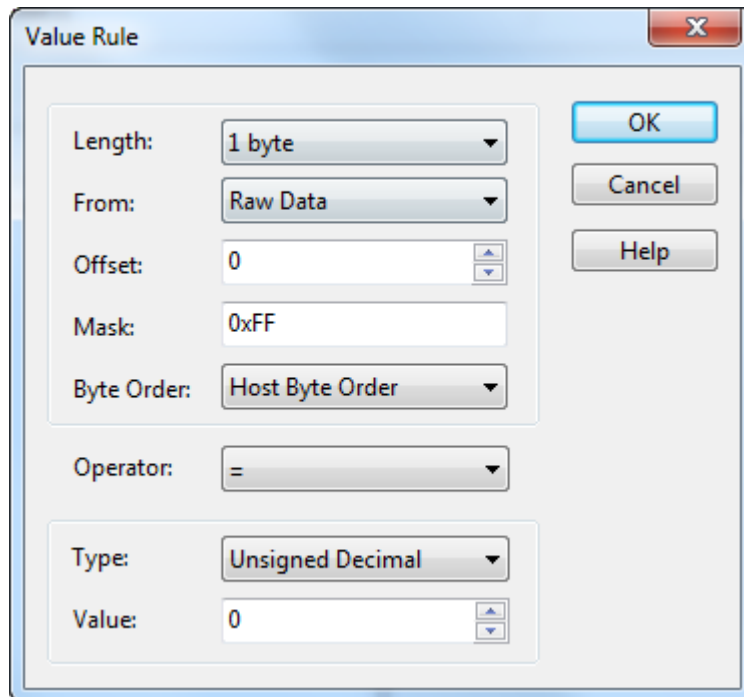 Value Rule
Length: 1 byte
From: Raw Data
Offset: 0
Mask: 0xFF
Byte Order: Host Byte Order
Operator: =
Type: Unsigned Decimal
Value: 0
OK
Cancel
Help